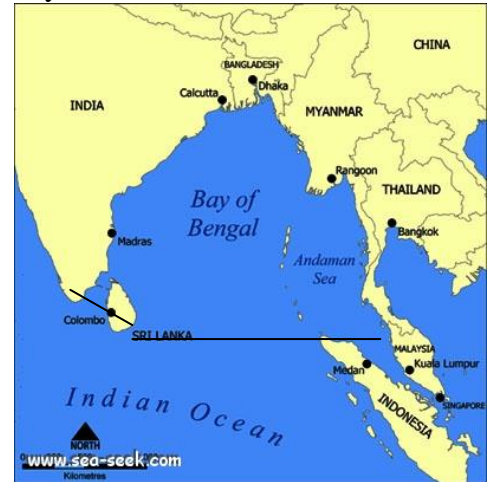 CHINA
BANGLADESH
Dhaka
Calcutta
INDIA
MYANMAR
Rangoon
THAILAND
Bay of
Bengal
Bangkok
Madras
Andaman
Sea
Colombo
SRI LANKA
MALAYSIA
Kuala Lumpur
Medan
SINGAPORE
INDONESIA
Indian Ocean
NORTH
www.sea-seek.com
Kilometres